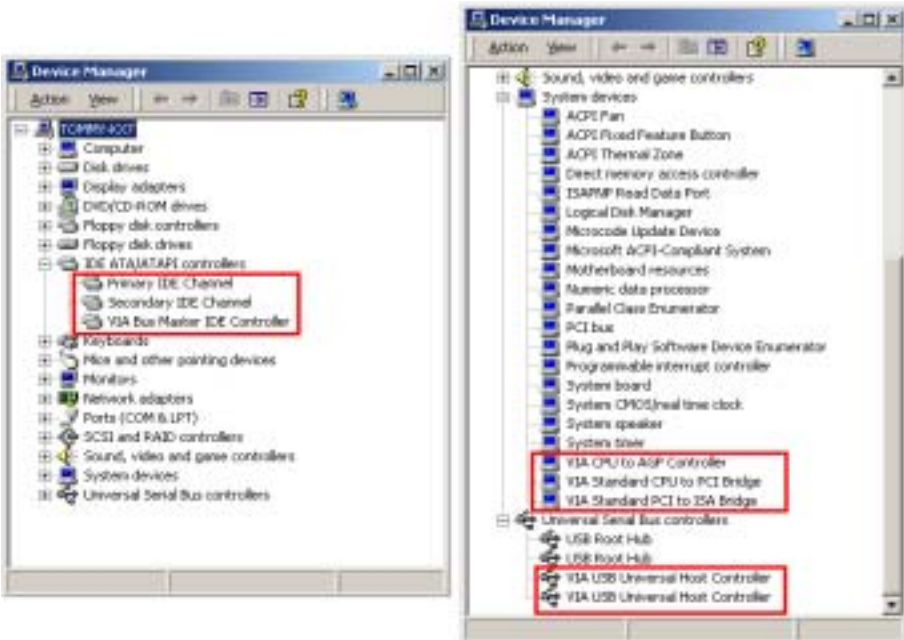 Device Manager
Action View
TOMMY-KXT
Computer
Disk drives
Display adapters
DVD/CD-ROM drives
Floppy disk controllers
Floppy disk drives
IDE ATA/ATAPI controllers
Primary IDE Channel
Secondary IDE Channel
VIA Bus Master IDE Controller
Keyboards
Mice and other pointing devices
Monitors
Network adapters
Ports (COM & LPT)
SCSI and RAID controllers
Sound, video and game controllers
System devices
Universal Serial Bus controllers
Device Manager
Action View
Sound, video and game controllers
System devices
ACPI Fan
ACPI Fixed Feature Button
ACPI Thermal Zone
Direct memory access controller
ISAPNP Read Data Port
Logical Disk Manager
Microcode Update Device
Microsoft ACPI-Compliant System
Motherboard resources
Numeric data processor
Parallel Class Enumerator
PCI bus
Plug and Play Software Device Enumerator
Programmable interrupt controller
System board
System CMOS/real time clock
System speaker
System timer
VIA CPU to AGP Controller
VIA Standard CPU to PCI Bridge
VIA Standard PCI to ISA Bridge
Universal Serial Bus controllers
USB Root Hub
USB Root Hub
VIA USB Universal Host Controller
VIA USB Universal Host Controller